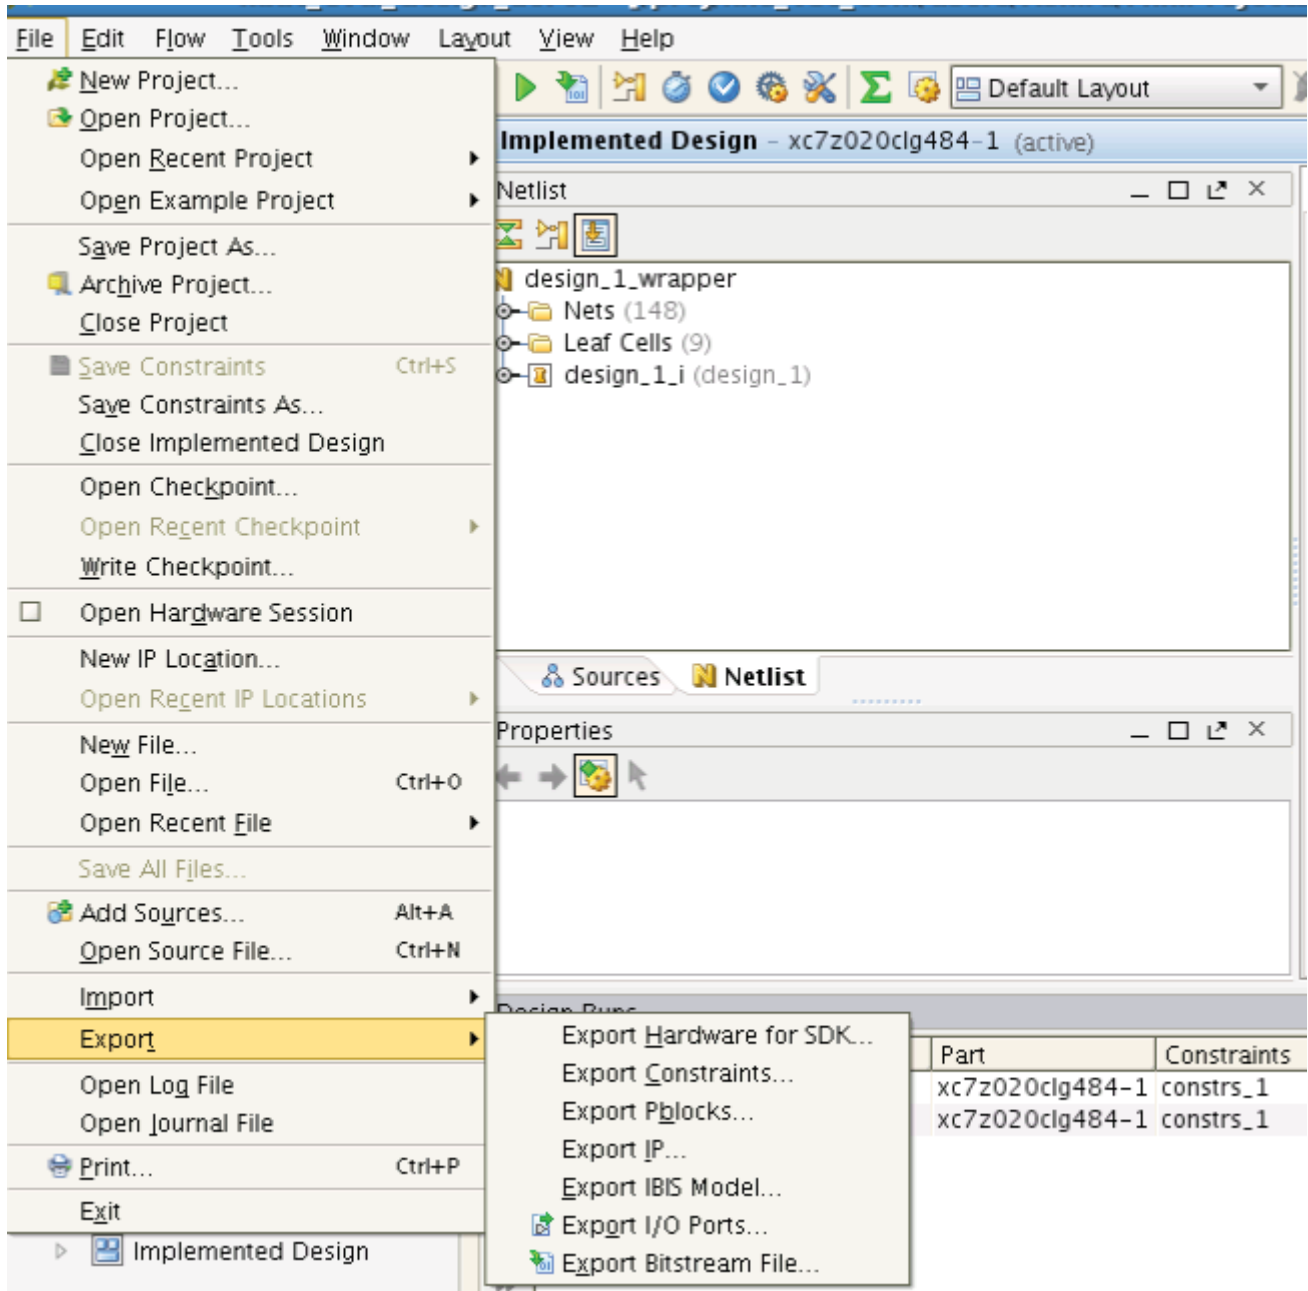 File Edit Flow Tools Window Layout View Help
New Project...
Open Project...
Open Recent Project
Open Example Project
Save Project As...
Archive Project...
Close Project
Save Constraints Ctrl+S
Save Constraints As...
Close Implemented Design
Open Checkpoint...
Open Recent Checkpoint
Write Checkpoint...
Open Hardware Session
New IP Location...
Open Recent IP Locations
New File...
Open File... Ctrl+O
Open Recent File
Save All Files...
Add Sources... Alt+A
Open Source File... Ctrl+N
Import
Export
Open Log File
Open Journal File
Print... Ctrl+P
Exit
Implemented Design
Default Layout
Implemented Design - xc7z020clg484-1 (active)
Netlist
design_1_wrapper
Nets (148)
Leaf Cells (9)
design_1_i (design_1)
Sources Netlist
Properties
Design Runs
Export Hardware for SDK...
Export Constraints...
Export Pblocks...
Export IP...
Export IBIS Model...
Export I/O Ports...
Export Bitstream File...
Part Constraints
xc7z020clg484-1 constrs_1
xc7z020clg484-1 constrs_1